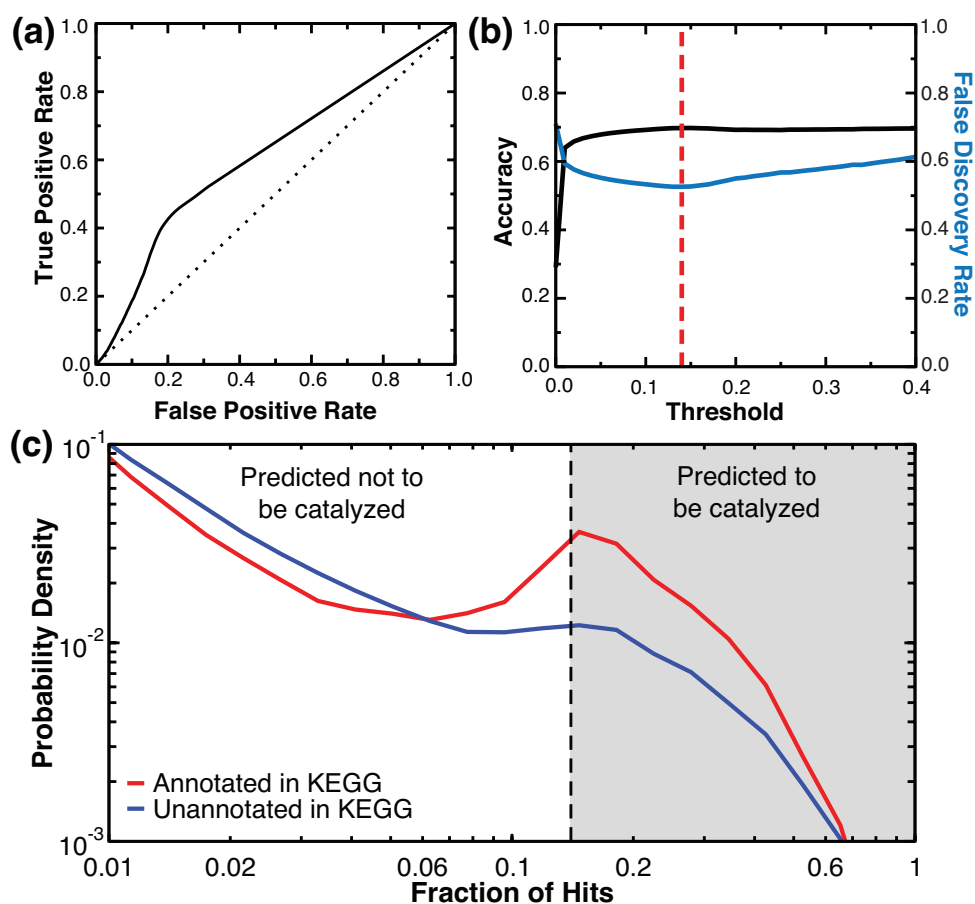 (a)
True Positive Rate
1.0
0.8
0.6
0.4
0.2
0.0
0.0 0.2 0.4 0.6 0.8 1.0
False Positive Rate
(b)
Accuracy
1.0
0.8
0.6
0.4
0.2
0.0
0.0 0.1 0.2 0.3 0.4
Threshold
1.0
0.8
0.6
0.4
0.2
0.0
False Discovery Rate
(c)
Probability Density
10-1
10-2
10-3
Predicted not to
be catalyzed
Predicted to
be catalyzed
Annotated in KEGG
Unannotated in KEGG
0.01 0.02 0.06 0.1 0.2 0.6 1
Fraction of Hits